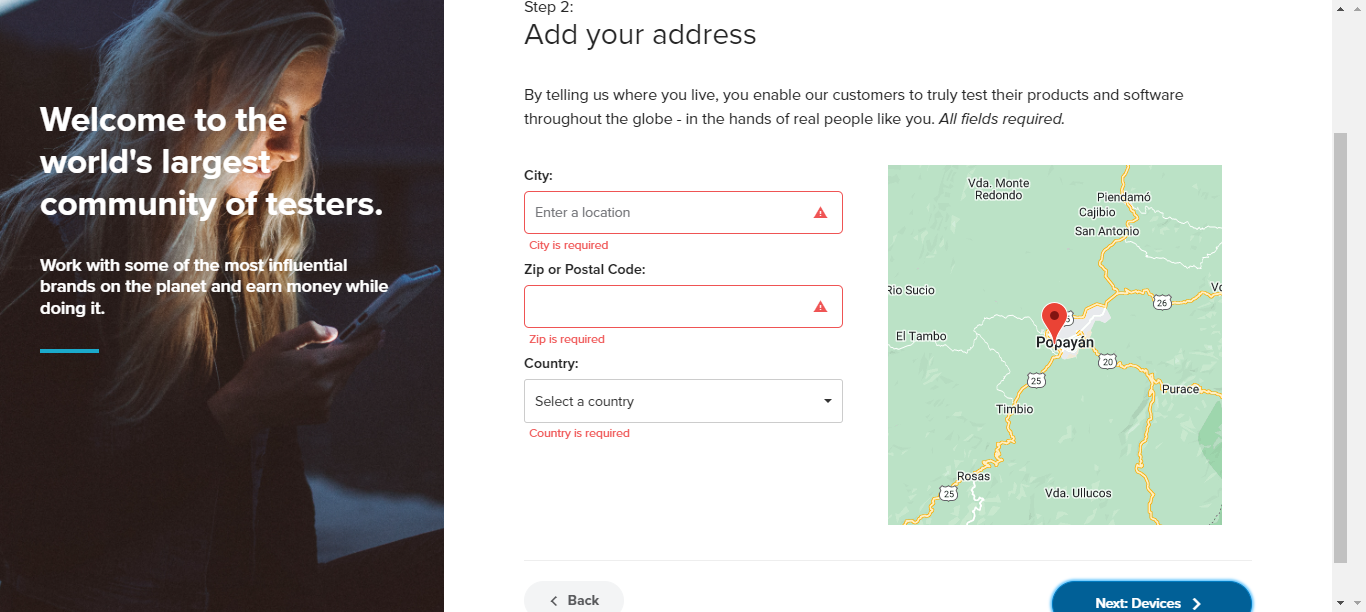 Welcome to the
world's largest
community of testers.
Work with some of the most influential
brands on the planet and earn money while
doing it.
Step 2:
Add your address
By telling us where you live, you enable our customers to truly test their products and software
throughout the globe - in the hands of real people like you. All fields required.
City:
Enter a location
City is required
Zip or Postal Code:
Zip is required
Country:
Select a country
Country is required
Vda. Monte
Redondo
Piendamó
Cajibio
San Antonio
Rio Sucio
26
El Tambo
Popayán
20
25
Purace
Timbio
Rosas
25
Vda. Ullucos
Back
Next: Devices